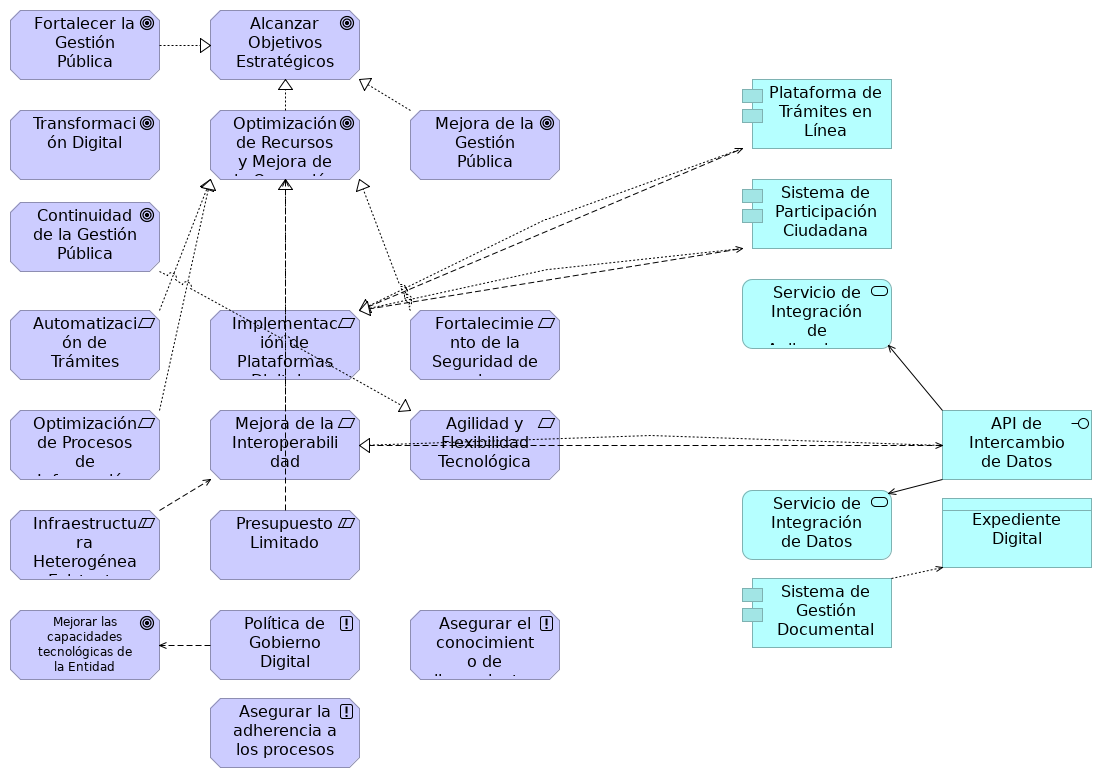 Fortalecer la
Gestión
Pública
Alcanzar
Objetivos
Estratégicos
Transformaci
ón Digital
Optimización
de Recursos
y Mejora de
Mejora de la
Gestión
Pública
Continuidad
de la Gestión
Pública
Automatizaci
ón de
Trámites
Implementac
ión de
Plataformas
Fortalecimie
nto de la
Seguridad de
Optimización
de Procesos
de
Mejora de la
Interoperabili
dad
Agilidad y
Flexibilidad
Tecnológica
Infraestructu
ra
Heterogénea
Presupuesto
Limitado
Mejorar las
capacidades
tecnológicas de
la Entidad
Política de
Gobierno
Digital
Asegurar el
conocimient
o de
Asegurar la
adherencia a
los procesos
Plataforma de
Trámites en
Línea
Sistema de
Participación
Ciudadana
Servicio de
Integración
de
API de
Intercambio
de Datos
Servicio de
Integración
de Datos
Expediente
Digital
Sistema de
Gestión
Documental